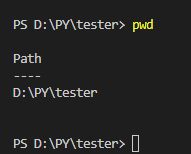 PS D:\PY\tester> pwd
Path
----
D:\PY\tester
PS D:\PY\tester>